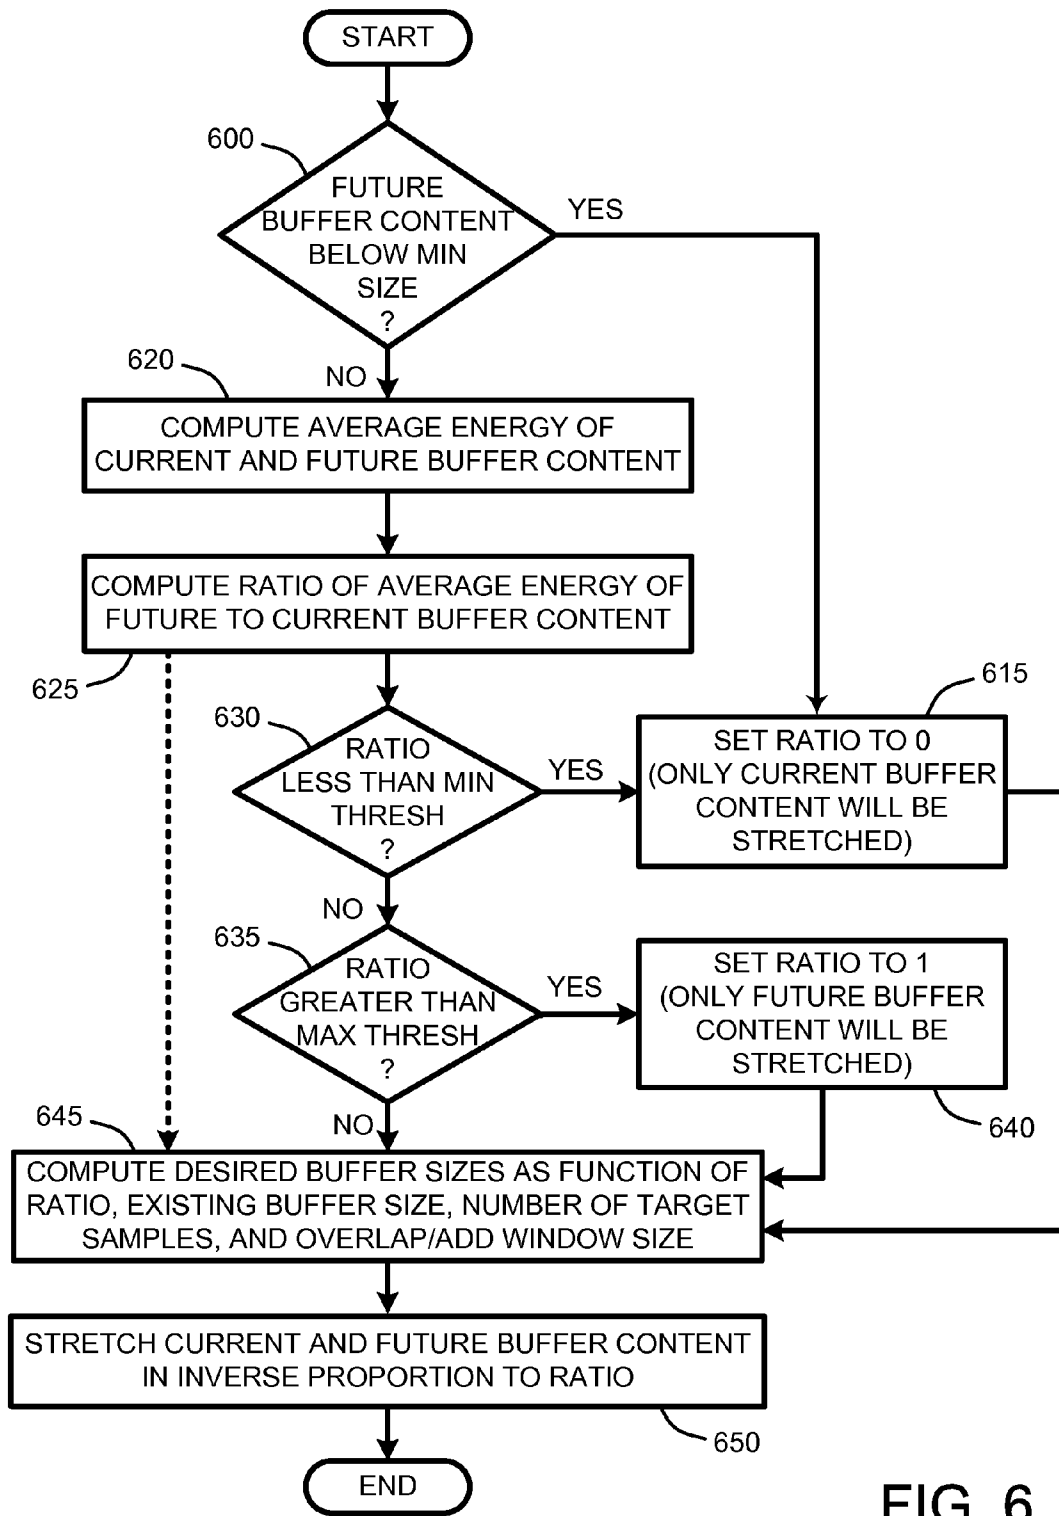 START
600
FUTURE
BUFFER CONTENT
BELOW MIN
SIZE
?
YES
NO
620
COMPUTE AVERAGE ENERGY OF
CURRENT AND FUTURE BUFFER CONTENT
COMPUTE RATIO OF AVERAGE ENERGY OF
FUTURE TO CURRENT BUFFER CONTENT
625
630
RATIO
LESS THAN MIN
THRESH
?
YES
615
SET RATIO TO 0
(ONLY CURRENT BUFFER
CONTENT WILL BE
STRETCHED)
NO
635
RATIO
GREATER THAN
MAX THRESH
?
YES
SET RATIO TO 1
(ONLY FUTURE BUFFER
CONTENT WILL BE
STRETCHED)
640
NO
645
COMPUTE DESIRED BUFFER SIZES AS FUNCTION OF
RATIO, EXISTING BUFFER SIZE, NUMBER OF TARGET
SAMPLES, AND OVERLAP/ADD WINDOW SIZE
STRETCH CURRENT AND FUTURE BUFFER CONTENT
IN INVERSE PROPORTION TO RATIO
650
END
FIG. 6